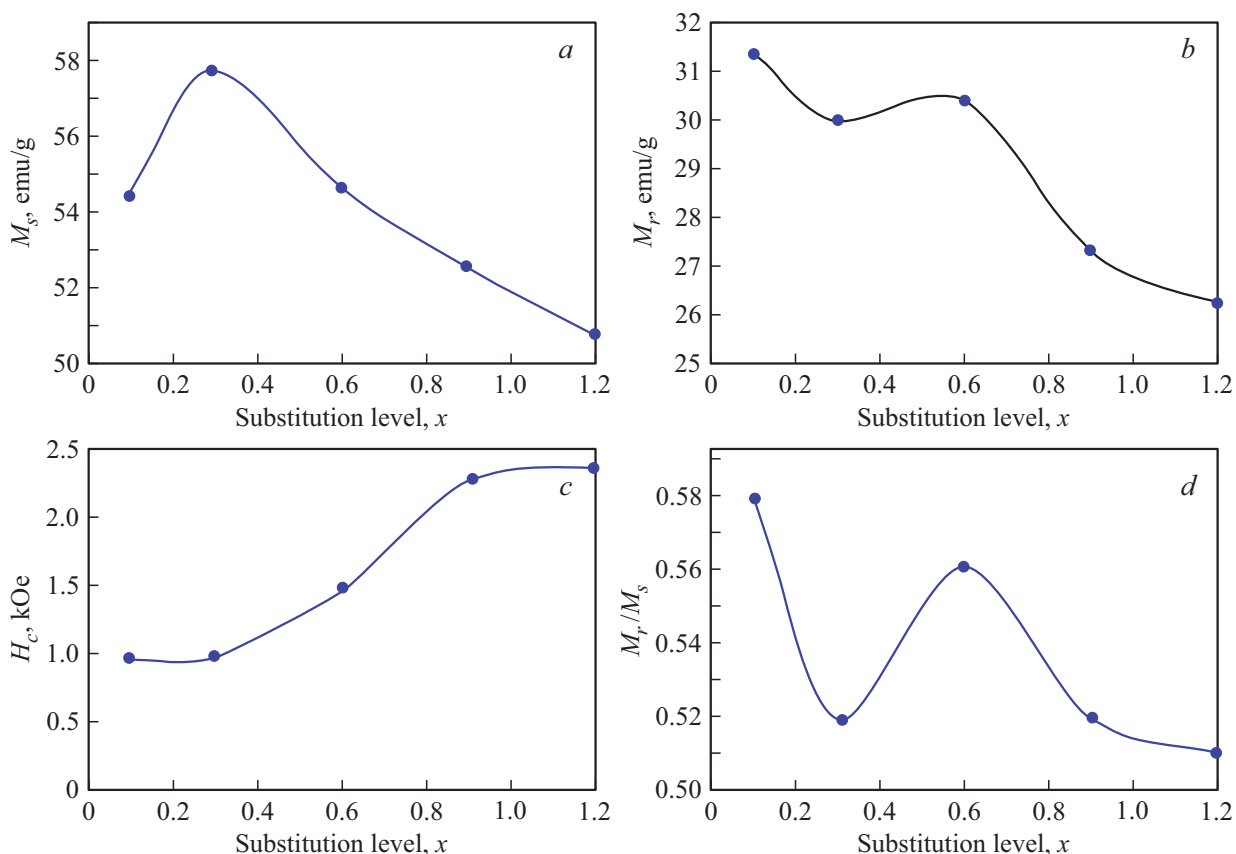 a
58
56
54
52
50
M_s, emu/g
0 0.2 0.4 0.6 0.8 1.0 1.2
Substitution level, x
b
32
31
30
29
28
27
26
25
M_r, emu/g
0 0.2 0.4 0.6 0.8 1.0 1.2
Substitution level, x
c
2.5
2.0
1.5
1.0
0.5
0
H_c, kOe
0 0.2 0.4 0.6 0.8 1.0 1.2
Substitution level, x
d
0.58
0.56
0.54
0.52
0.50
M_r/M_s
0 0.2 0.4 0.6 0.8 1.0 1.2
Substitution level, x